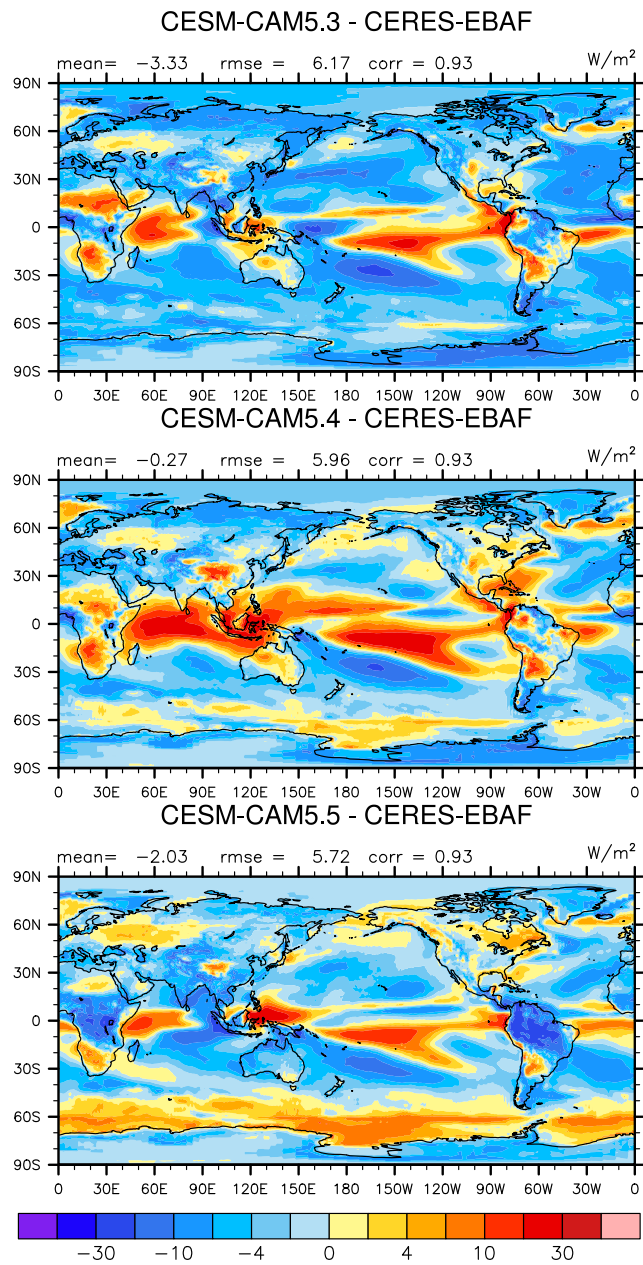 CESM-CAM5.3 - CERES-EBAF
mean= -3.33 rmse = 6.17 corr = 0.93 W/m²
90N
60N
30N
0
30S
60S
90S
0 30E 60E 90E 120E 150E 180 150W 120W 90W 60W 30W 0
CESM-CAM5.4 - CERES-EBAF
mean= -0.27 rmse = 5.96 corr = 0.93 W/m²
90N
60N
30N
0
30S
60S
90S
0 30E 60E 90E 120E 150E 180 150W 120W 90W 60W 30W 0
CESM-CAM5.5 - CERES-EBAF
mean= -2.03 rmse = 5.72 corr = 0.93 W/m²
90N
60N
30N
0
30S
60S
90S
0 30E 60E 90E 120E 150E 180 150W 120W 90W 60W 30W 0
-30 -10 -4 0 4 10 30